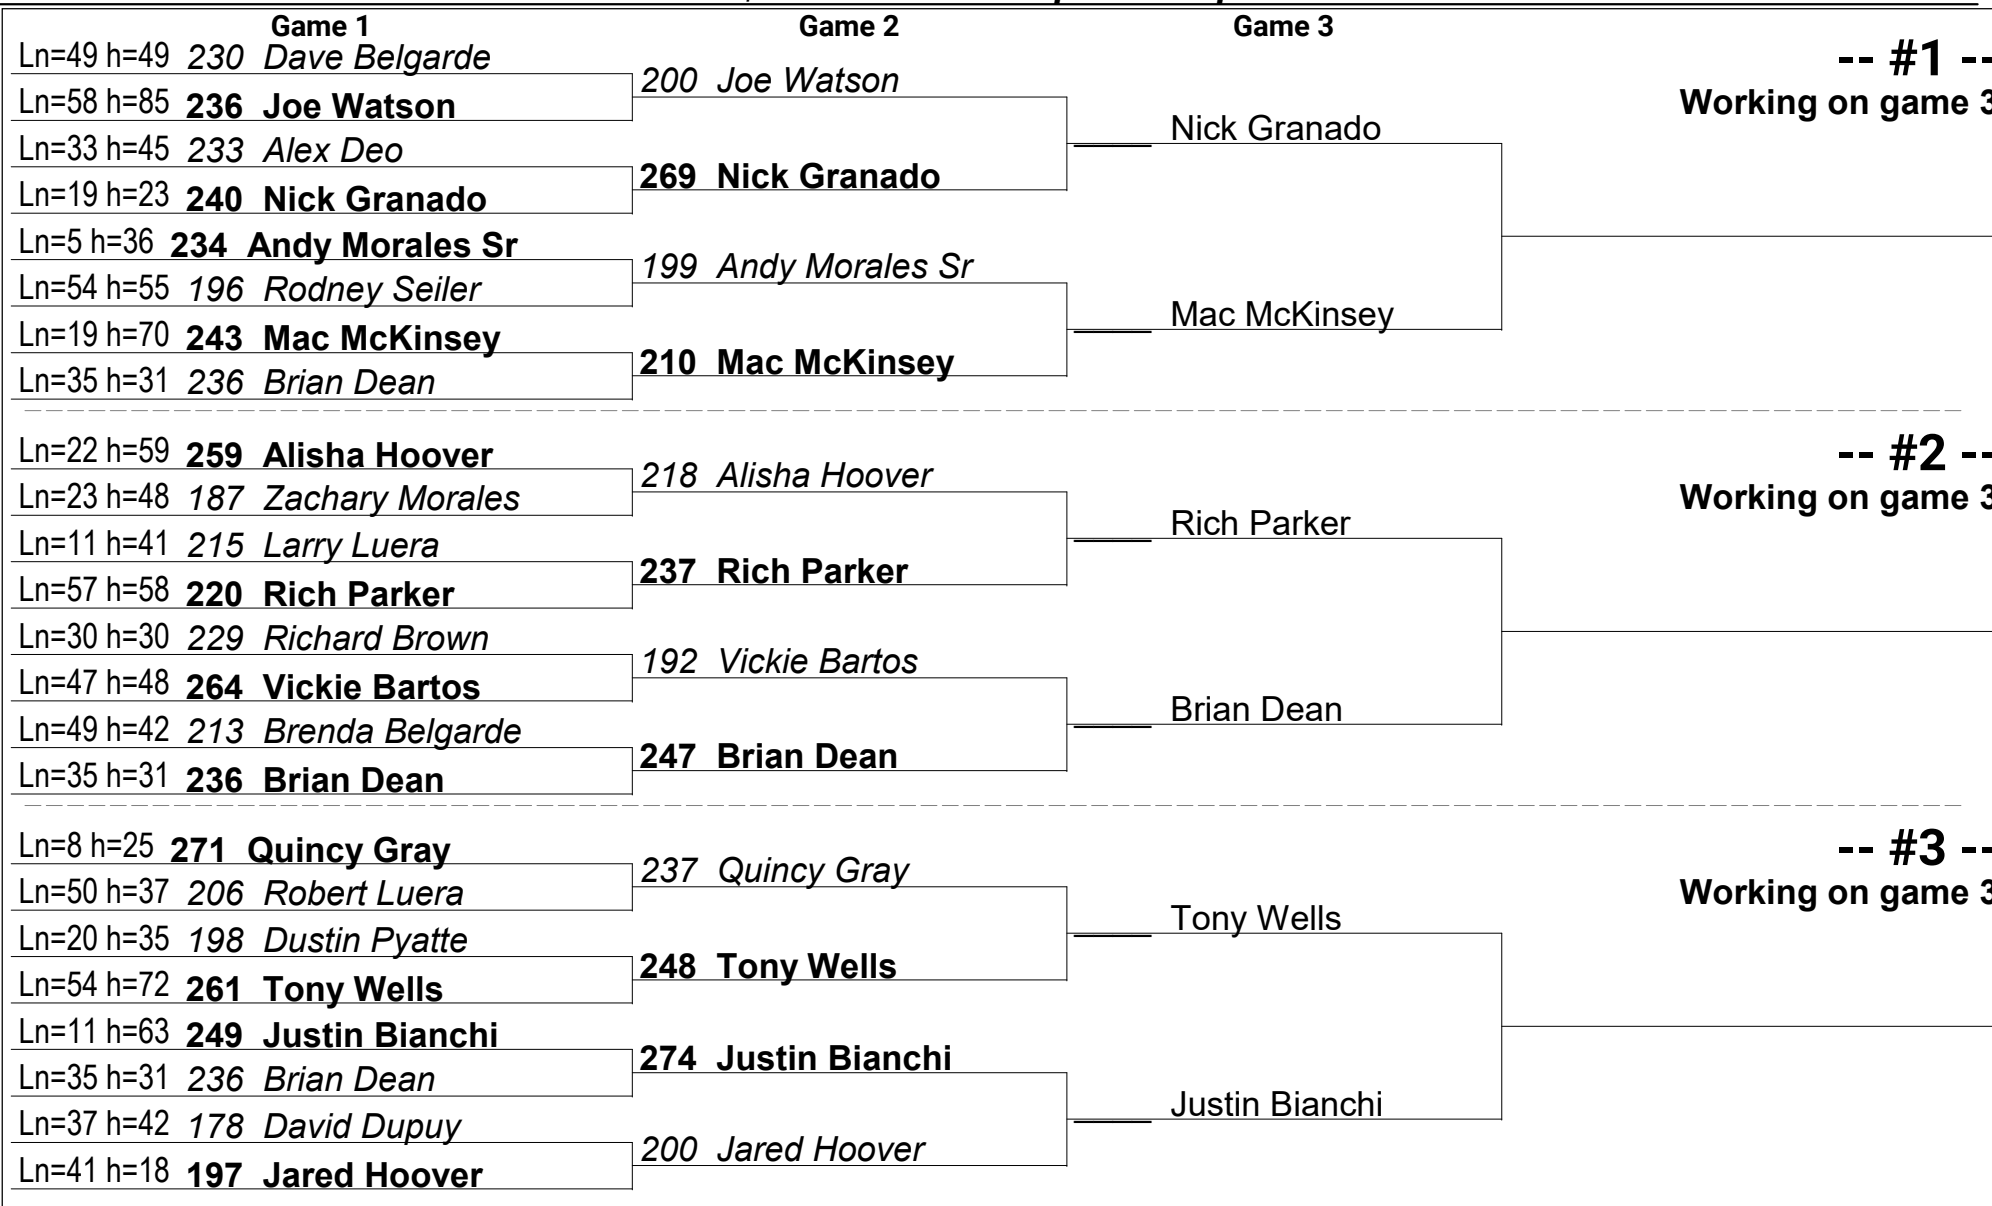 Game 1 Game 2 Game 3
Ln=49 h=49 230 Dave Belgarde
-- #1 --
200 Joe Watson
Ln=58 h=85 236 Joe Watson
Working on game 3
Nick Granado
Ln=33 h=45 233 Alex Deo
269 Nick Granado
Ln=19 h=23 240 Nick Granado
Ln=5 h=36 234 Andy Morales Sr
199 Andy Morales Sr
Ln=54 h=55 196 Rodney Seiler
Mac McKinsey
Ln=19 h=70 243 Mac McKinsey
210 Mac McKinsey
Ln=35 h=31 236 Brian Dean
Ln=22 h=59 259 Alisha Hoover
-- #2 --
218 Alisha Hoover
Ln=23 h=48 187 Zachary Morales
Working on game 3
Rich Parker
Ln=11 h=41 215 Larry Luera
237 Rich Parker
Ln=57 h=58 220 Rich Parker
Ln=30 h=30 229 Richard Brown
192 Vickie Bartos
Ln=47 h=48 264 Vickie Bartos
Brian Dean
Ln=49 h=42 213 Brenda Belgarde
247 Brian Dean
Ln=35 h=31 236 Brian Dean
Ln=8 h=25 271 Quincy Gray
-- #3 --
237 Quincy Gray
Ln=50 h=37 206 Robert Luera
Working on game 3
Tony Wells
Ln=20 h=35 198 Dustin Pyatte
248 Tony Wells
Ln=54 h=72 261 Tony Wells
Ln=11 h=63 249 Justin Bianchi
274 Justin Bianchi
Ln=35 h=31 236 Brian Dean
Justin Bianchi
Ln=37 h=42 178 David Dupuy
200 Jared Hoover
Ln=41 h=18 197 Jared Hoover